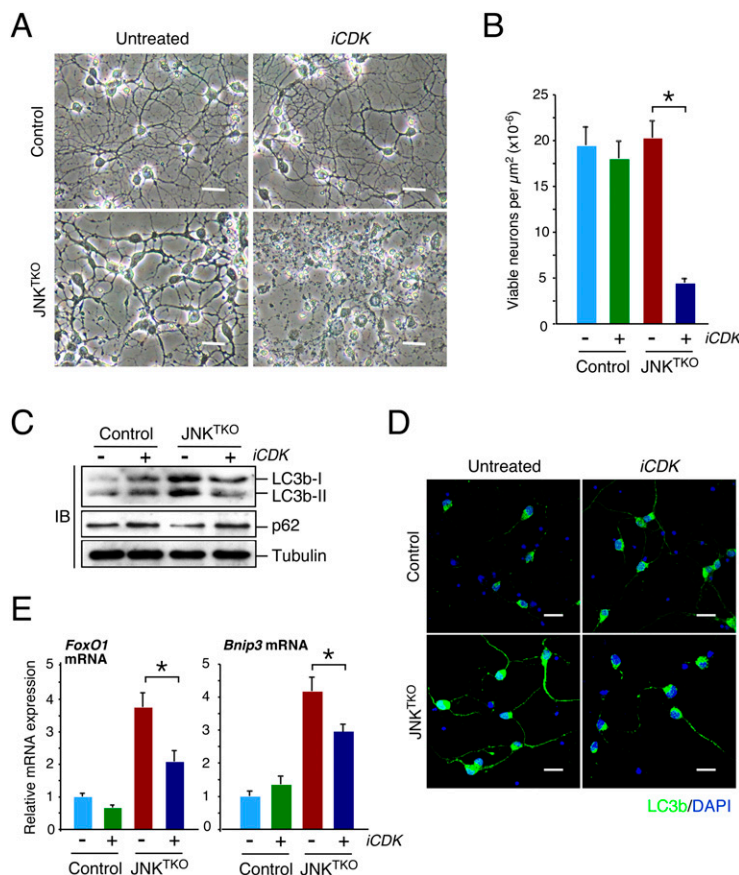 A
Untreated
iCDK
Control
JNKTKO
B
Viable neurons per µm2 (x10-6)
25
20
15
10
5
0
*
- + - + iCDK
Control JNKTKO
C
Control JNKTKO
- + - + iCDK
IB
LC3b-I
LC3b-II
p62
Tubulin
D
Untreated
iCDK
Control
JNKTKO
LC3b/DAPI
E
Relative mRNA expression
FoxO1
mRNA
5
4
3
2
1
0
*
- + - +
Control JNKTKO
Bnip3 mRNA
5
4
3
2
1
0
*
- + - + iCDK
Control JNKTKO